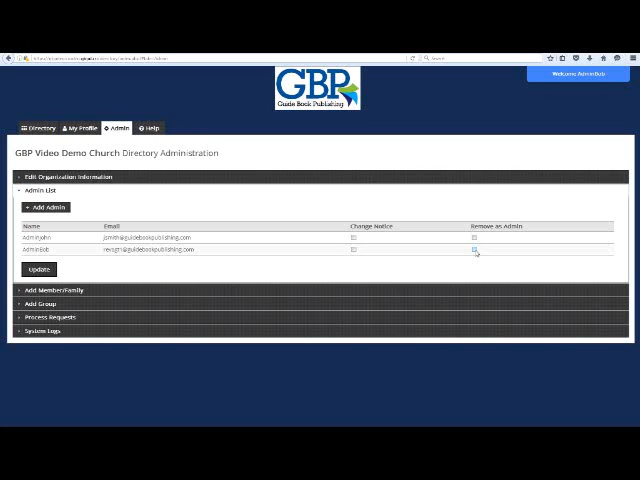 Search
GBP
Guide Book Publishing
Welcome AdminBob
Directory My Profile Admin Help
GBP Video Demo Church Directory Administration
Edit Organization Information
Admin List
+ Add Admin
Name Email Change Notice Remove as Admin
AdminJohn jsmith@guidebookpublishing.com
AdminBob revsgth@guidebookpublishing.com
Update
Add Member/Family
Add Group
Process Requests
System Logs